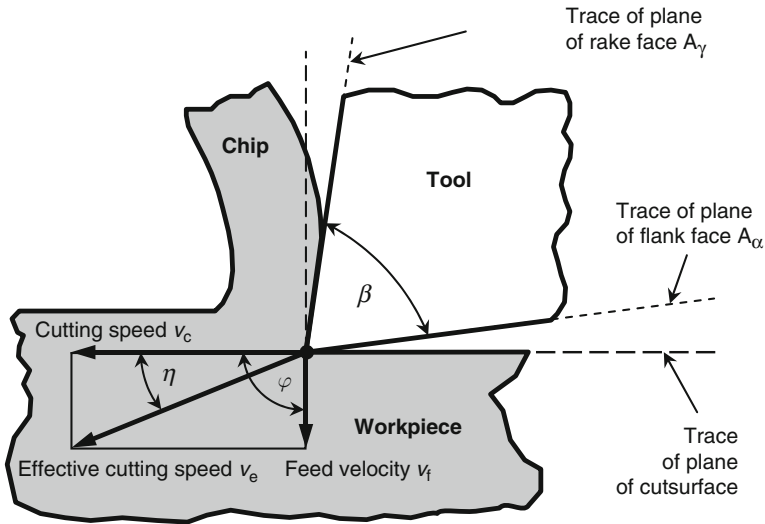 Trace of plane
of rake face Aγ
Chip
Tool
Trace of plane
of flank face Aα
β
Cutting speed vc
η
φ
Workpiece
Effective cutting speed ve
Feed velocity vf
Trace
of plane
of cutsurface